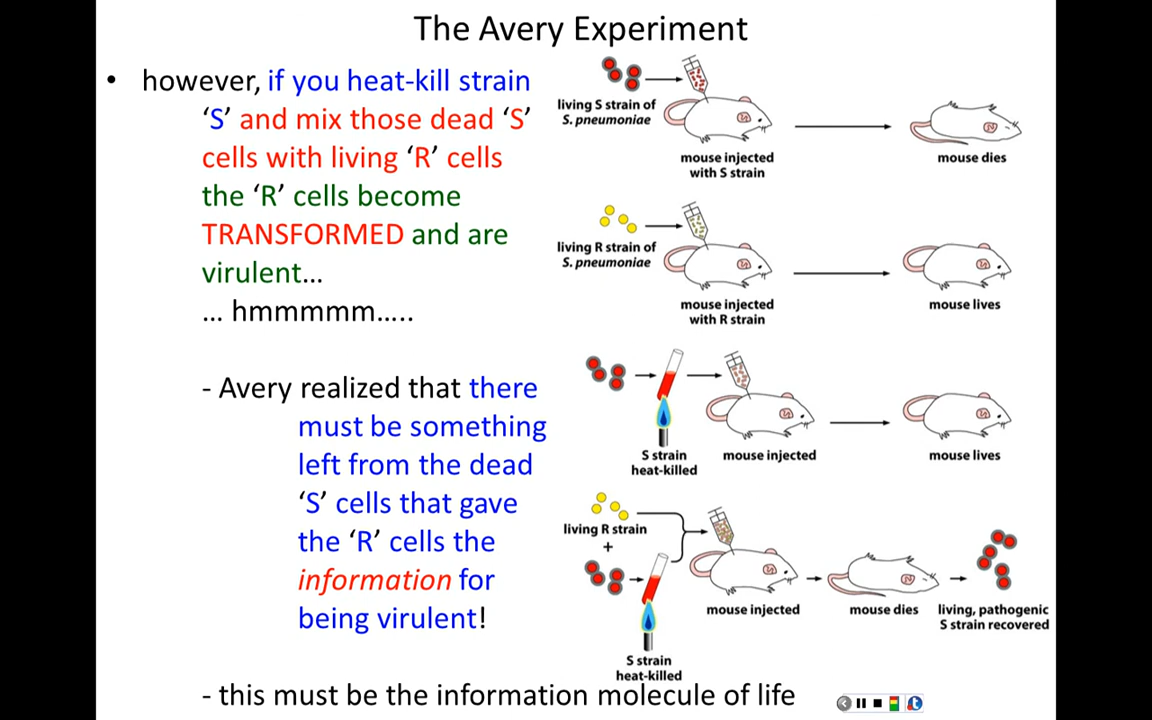 The Avery Experiment
• however, if you heat-kill strain
‘S’ and mix those dead ‘S’
cells with living ‘R’ cells
the ‘R’ cells become
TRANSFORMED and are
virulent...
... hmmmmm.....
- Avery realized that there
must be something
left from the dead
‘S’ cells that gave
the ‘R’ cells the
information for
being virulent!
- this must be the information molecule of life
living S strain of
S. pneumoniae
mouse injected
with S strain
mouse dies
living R strain of
S. pneumoniae
mouse injected
with R strain
mouse lives
S strain
heat-killed
mouse injected
mouse lives
living R strain
+
S strain
heat-killed
mouse injected
mouse dies
living, pathogenic
S strain recovered